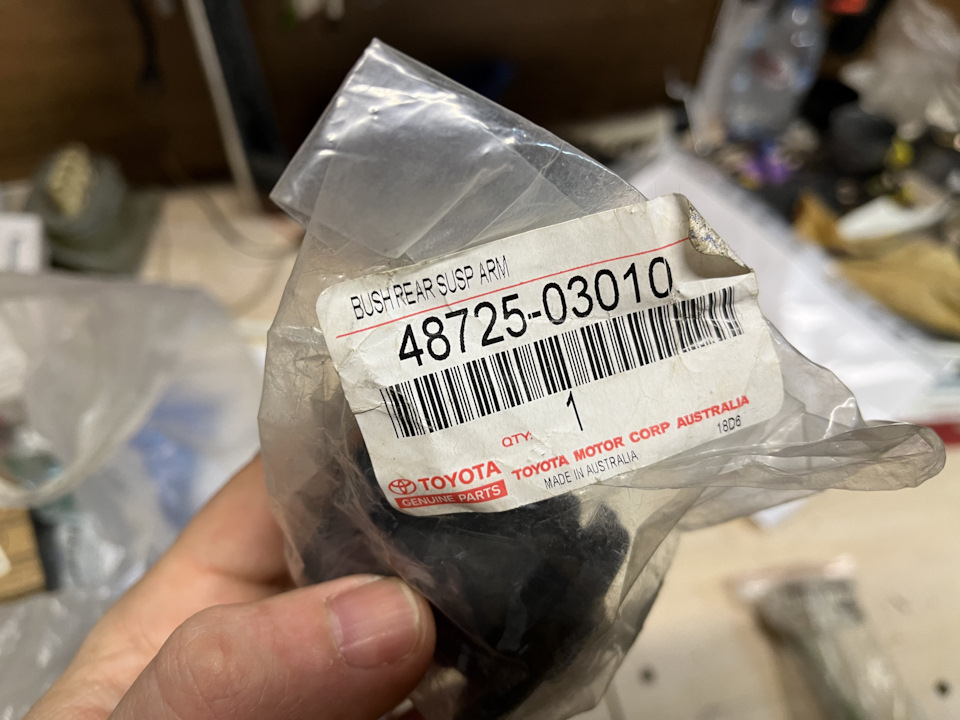 BUSH REAR SUSP ARM
48725-03010
QTY: 1
TOYOTA
GENUINE PARTS
TOYOTA MOTOR CORP AUSTRALIA
MADE IN AUSTRALIA
18D6